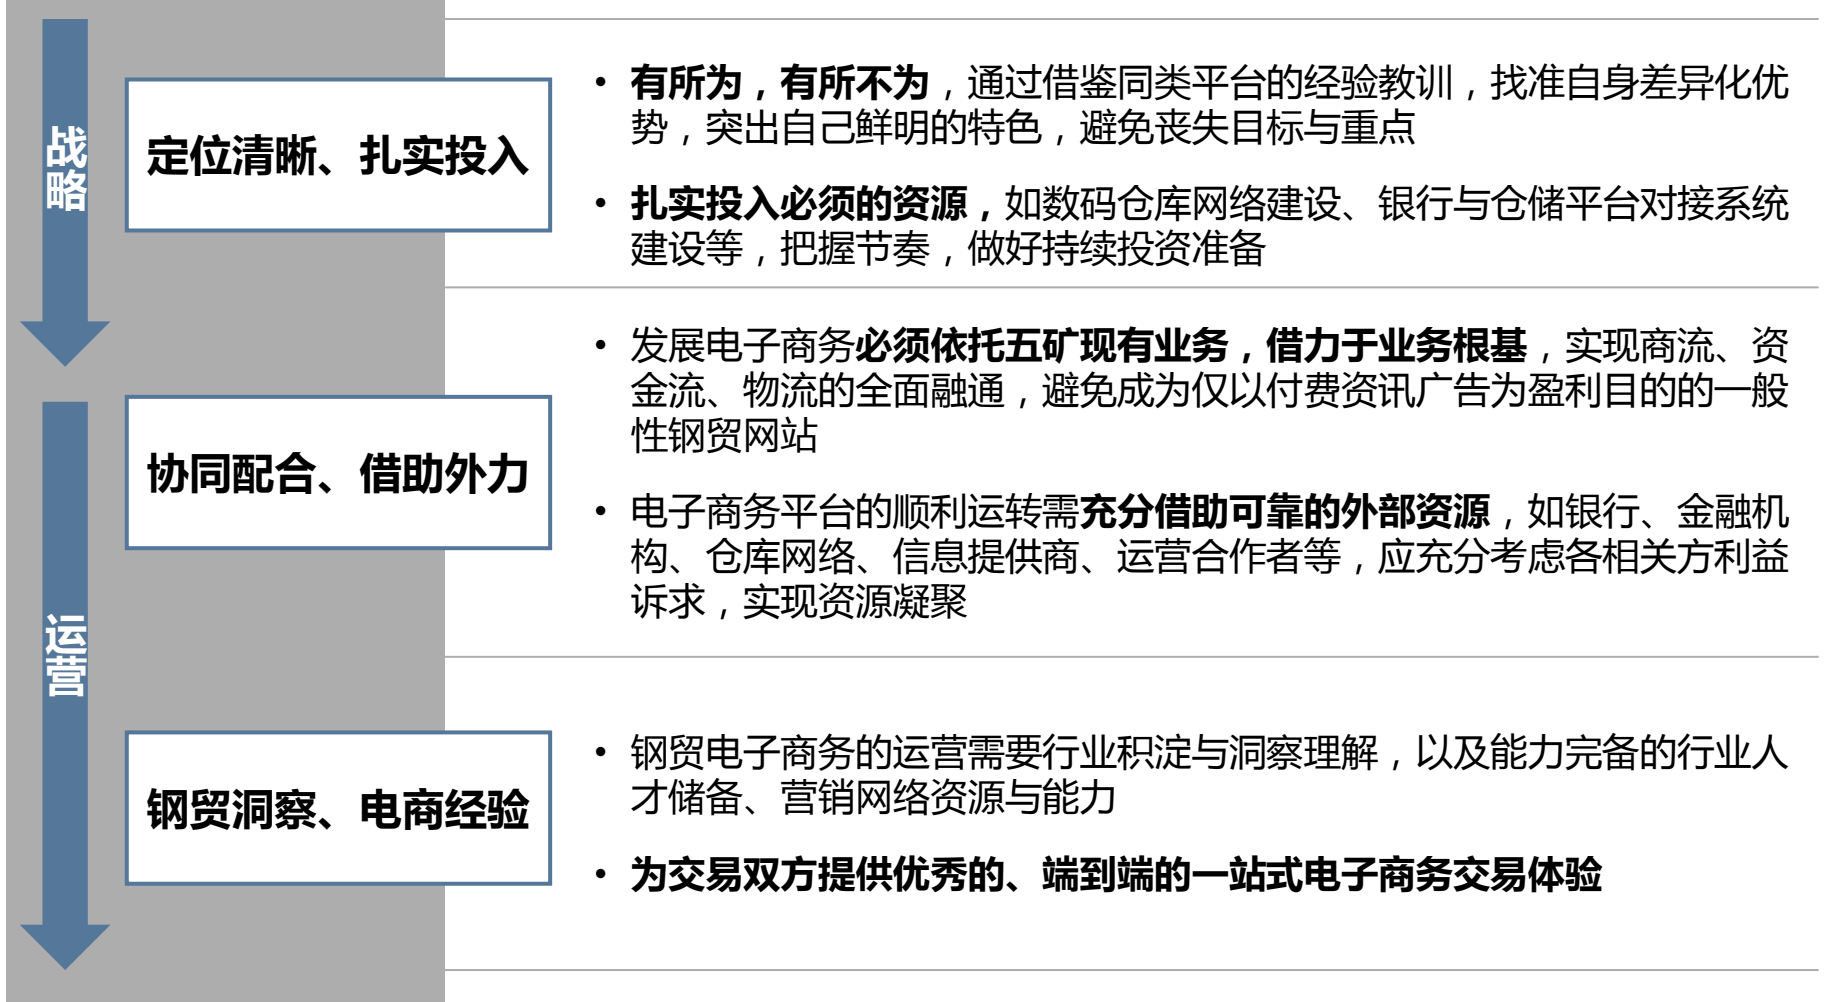 战略
定位清晰、扎实投入
• 有所为，有所不为，通过借鉴同类平台的经验教训，找准自身差异化优
势，突出自己鲜明的特色，避免丧失目标与重点
• 扎实投入必须的资源，如数码仓库网络建设、银行与仓储平台对接系统
建设等，把握节奏，做好持续投资准备
协同配合、借助外力
• 发展电子商务必须依托五矿现有业务，借力于业务根基，实现商流、资
金流、物流的全面融通，避免成为仅以付费资讯广告为盈利目的的一般
性钢贸网站
• 电子商务平台的顺利运转需充分借助可靠的外部资源，如银行、金融机
构、仓库网络、信息提供商、运营合作者等，应充分考虑各相关方利益
诉求，实现资源凝聚
运营
钢贸洞察、电商经验
• 钢贸电子商务的运营需要行业积淀与洞察理解，以及能力完备的行业人
才储备、营销网络资源与能力
• 为交易双方提供优秀的、端到端的一站式电子商务交易体验